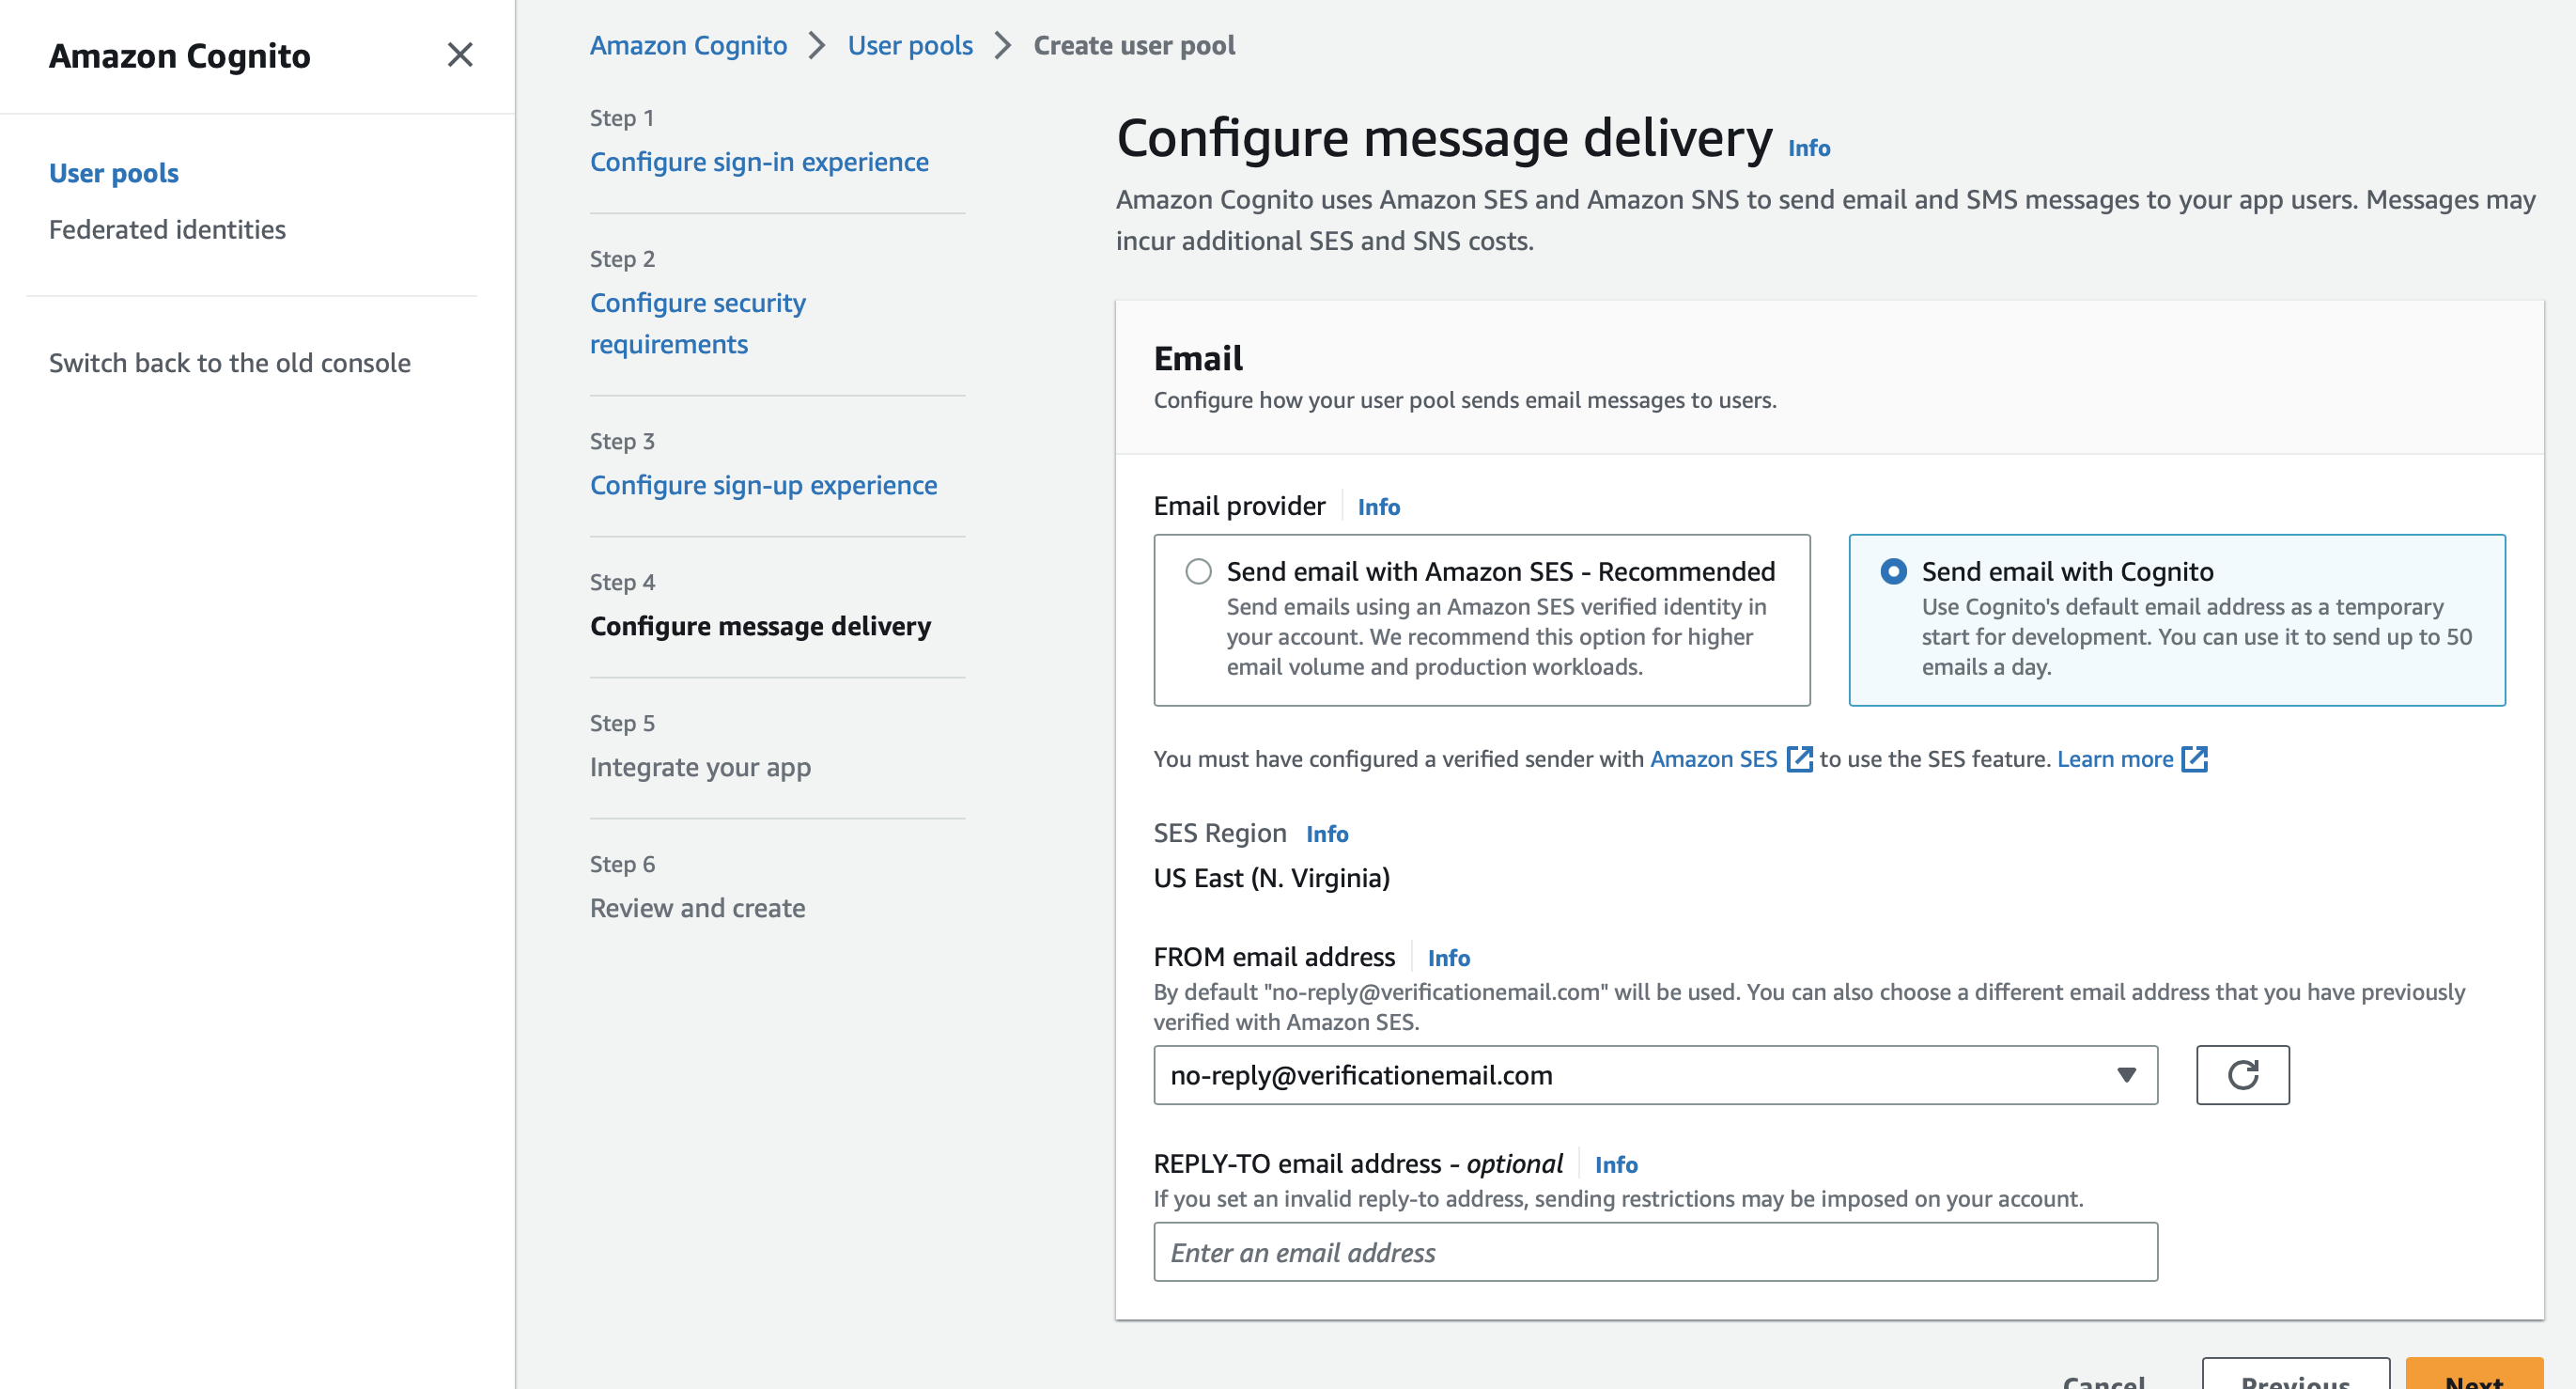 Amazon Cognito
User pools
Federated identities
Switch back to the old console
Amazon Cognito > User pools > Create user pool
Step 1
Configure sign-in experience
Step 2
Configure security
requirements
Step 3
Configure sign-up experience
Step 4
Configure message delivery
Step 5
Integrate your app
Step 6
Review and create
Configure message delivery Info
Amazon Cognito uses Amazon SES and Amazon SNS to send email and SMS messages to your app users. Messages may
incur additional SES and SNS costs.
Email
Configure how your user pool sends email messages to users.
Email provider Info
Send email with Amazon SES - Recommended
Send emails using an Amazon SES verified identity in
your account. We recommend this option for higher
email volume and production workloads.
Send email with Cognito
Use Cognito's default email address as a temporary
start for development. You can use it to send up to 50
emails a day.
You must have configured a verified sender with Amazon SES to use the SES feature. Learn more
SES Region Info
US East (N. Virginia)
FROM email address Info
By default "no-reply@verificationemail.com" will be used. You can also choose a different email address that you have previously
verified with Amazon SES.
no-reply@verificationemail.com
REPLY-TO email address - optional Info
If you set an invalid reply-to address, sending restrictions may be imposed on your account.
Enter an email address
Cancel Previous Next